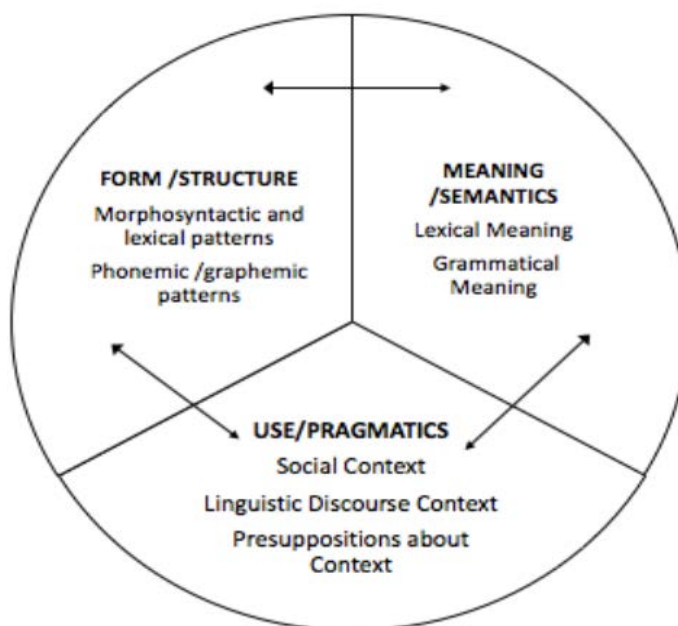 FORM /STRUCTURE
Morphosyntactic and
lexical patterns
Phonemic /graphemic
patterns
MEANING
/SEMANTICS
Lexical Meaning
Grammatical
Meaning
USE/PRAGMATICS
Social Context
Linguistic Discourse Context
Presuppositions about
Context